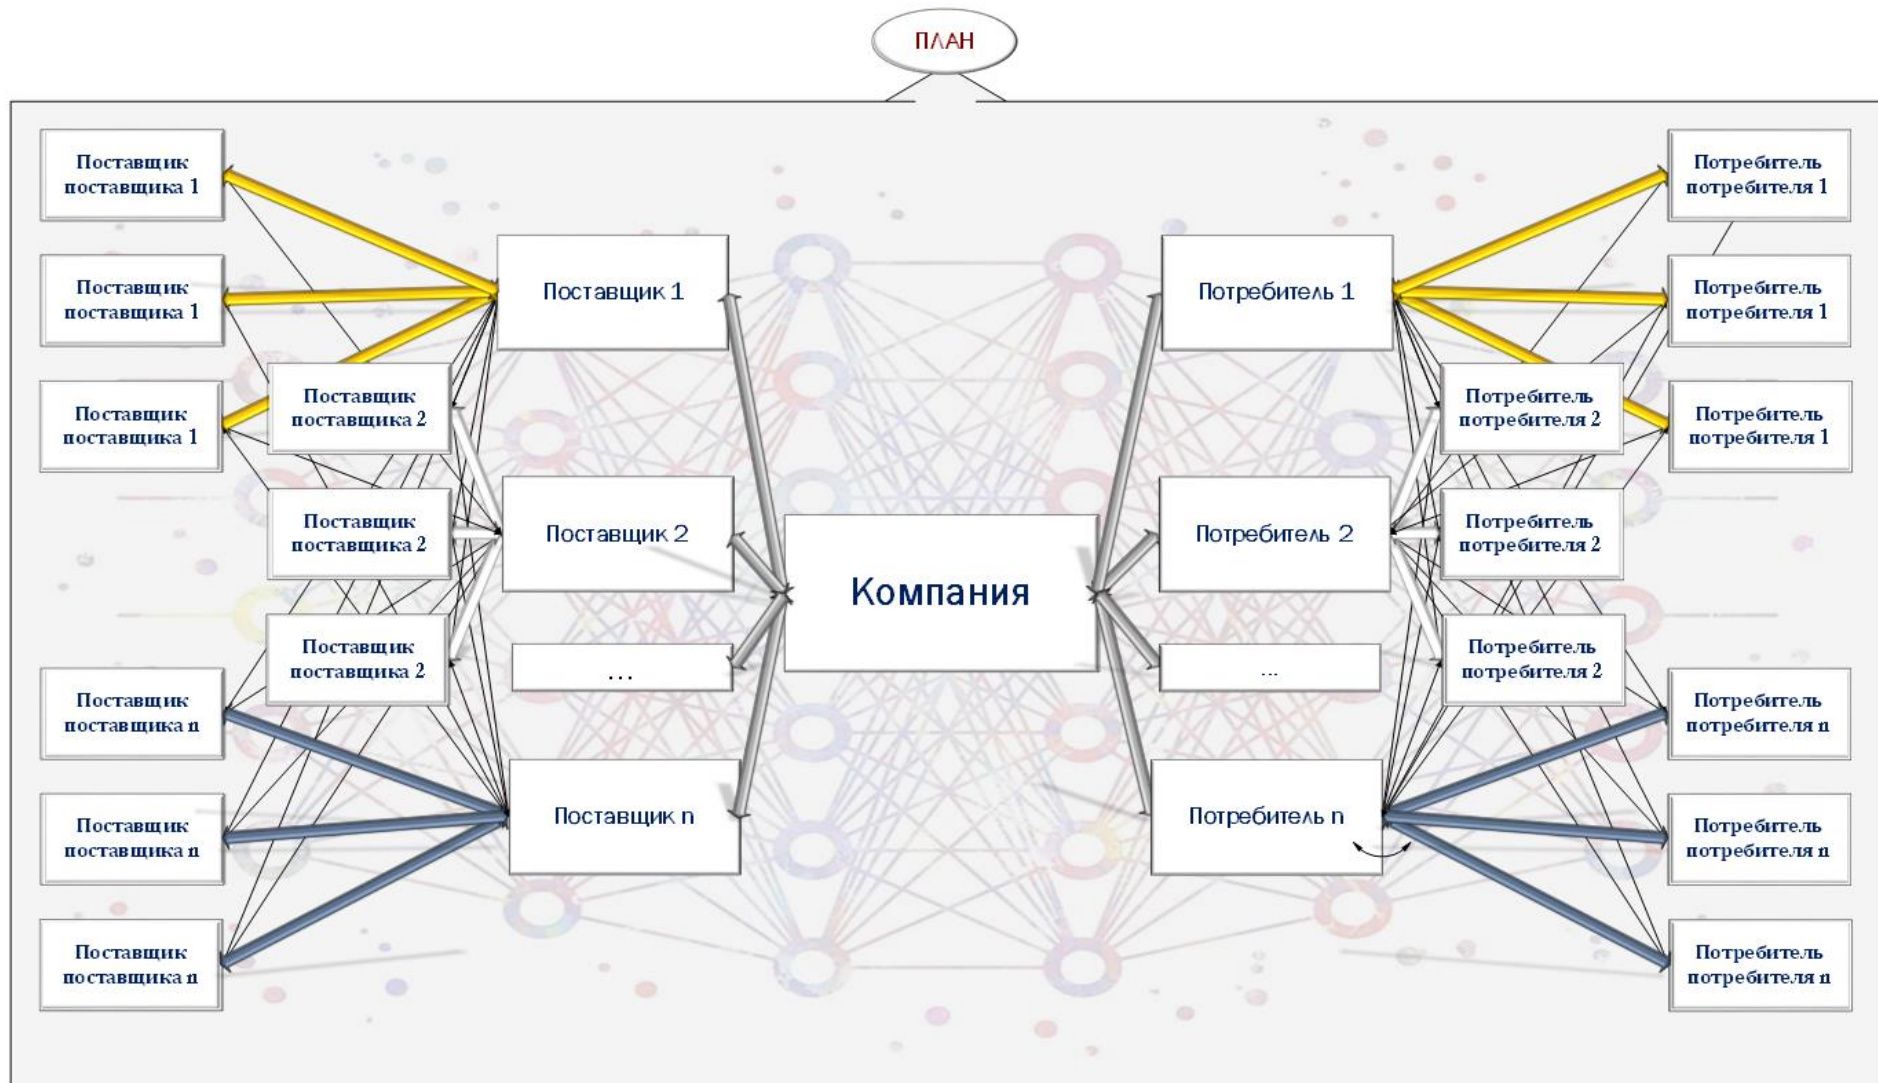 ПЛАН
Поставщик
поставщика 1
Поставщик
поставщика 1
Поставщик
поставщика 1
Поставщик
поставщика 2
Поставщик
поставщика 2
Поставщик
поставщика 2
Поставщик
поставщика n
Поставщик
поставщика n
Поставщик
поставщика n
Поставщик 1
Поставщик 2
...
Поставщик n
Компания
Потребитель 1
Потребитель 2
...
Потребитель n
Потребитель
потребителя 2
Потребитель
потребителя 2
Потребитель
потребителя 2
Потребитель
потребителя 1
Потребитель
потребителя 1
Потребитель
потребителя 1
Потребитель
потребителя n
Потребитель
потребителя n
Потребитель
потребителя n